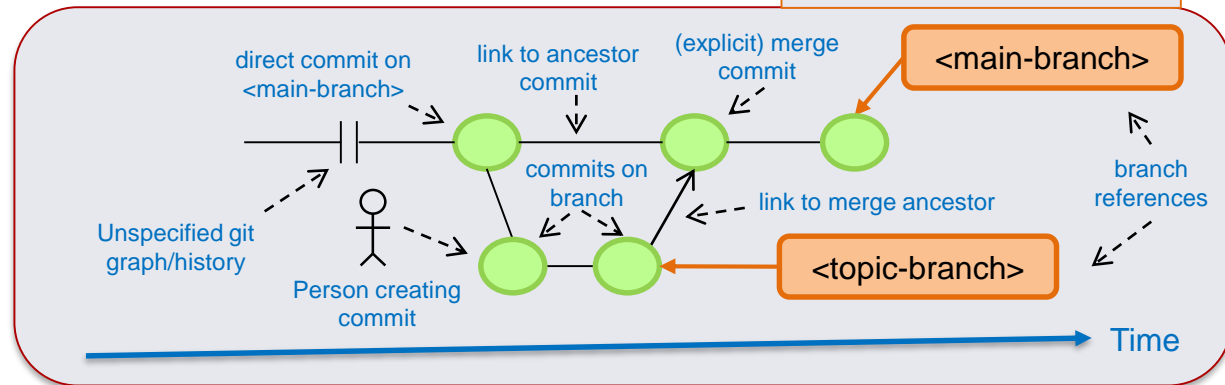 direct commit on
<main-branch>
link to ancestor
commit
(explicit) merge
commit
<main-branch>
commits on
branch
branch
references
link to merge ancestor
Unspecified git
graph/history
<topic-branch>
Person creating
commit
Time